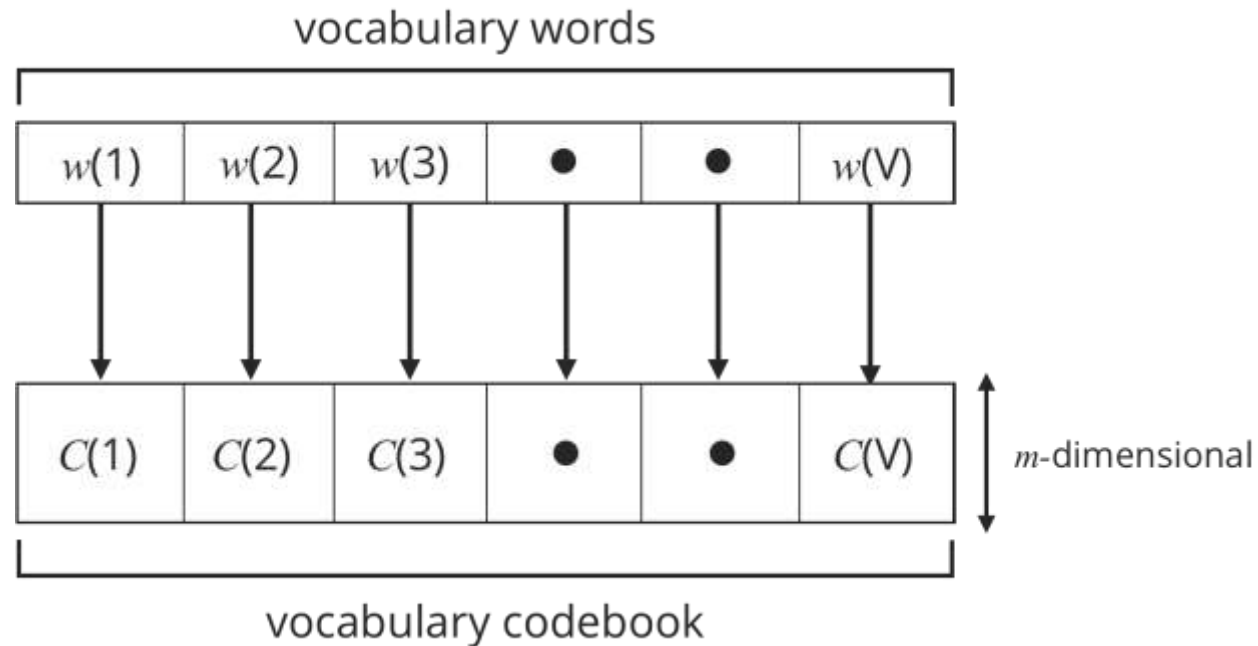 vocabulary words
w(1) w(2) w(3) ● ● w(V)
C(1) C(2) C(3) ● ● C(V)
m-dimensional
vocabulary codebook